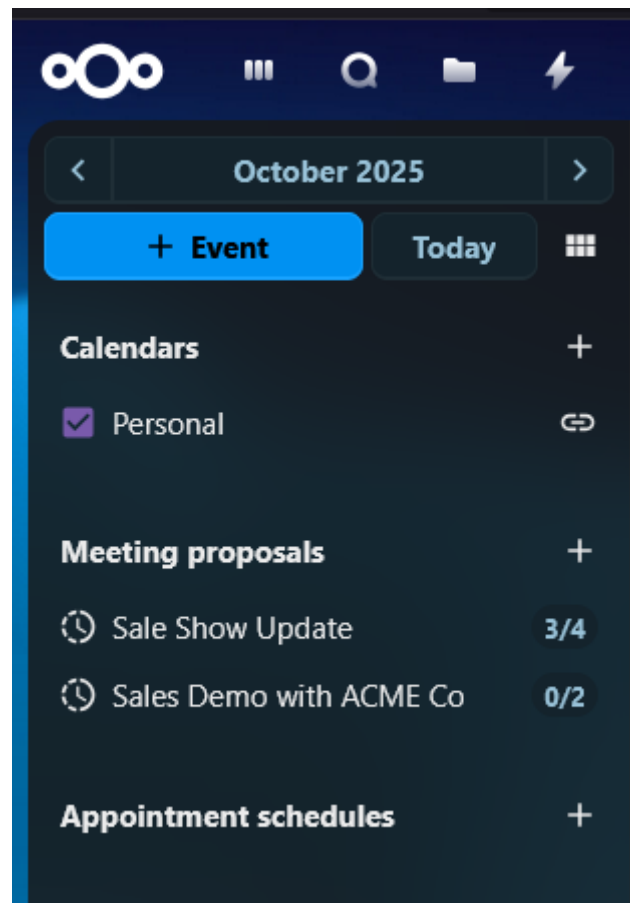 October 2025
+ Event
Today
Calendars
Personal
Meeting proposals
Sale Show Update 3/4
Sales Demo with ACME Co 0/2
Appointment schedules